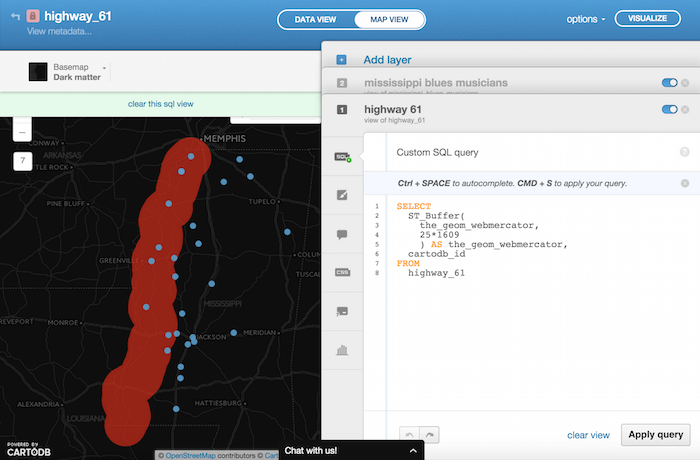 highway_61
View metadata...
DATA VIEW
MAP VIEW
options
VISUALIZE
Basemap
Dark matter
clear this sql view
7
CONWAY
ARKANSAS
TLE ROCK
PINE BLUFF
MEMPHIS
TUPELO
GREENVILLE
COLUM
TUSCAL
MISSISSIPPI
REVEPORT
MONROE
JACKSON
MERIDIAN
ALEXANDRIA
HATTIESBURG
LOUISIANA
POWERED BY
CARTODB
© OpenStreetMap contributors © Cart
Chat with us!
Add layer
2
mississippi blues musicians
1
highway 61
view of highway_61
SQL
CSS
Custom SQL query
?
Ctrl + SPACE to autocomplete. CMD + S to apply your query.
1 SELECT
2 ST_Buffer(
3 the_geom_webmercator,
4 25*1609
5 ) AS the_geom_webmercator,
6 cartodb_id
7 FROM
8 highway_61
clear view
Apply query